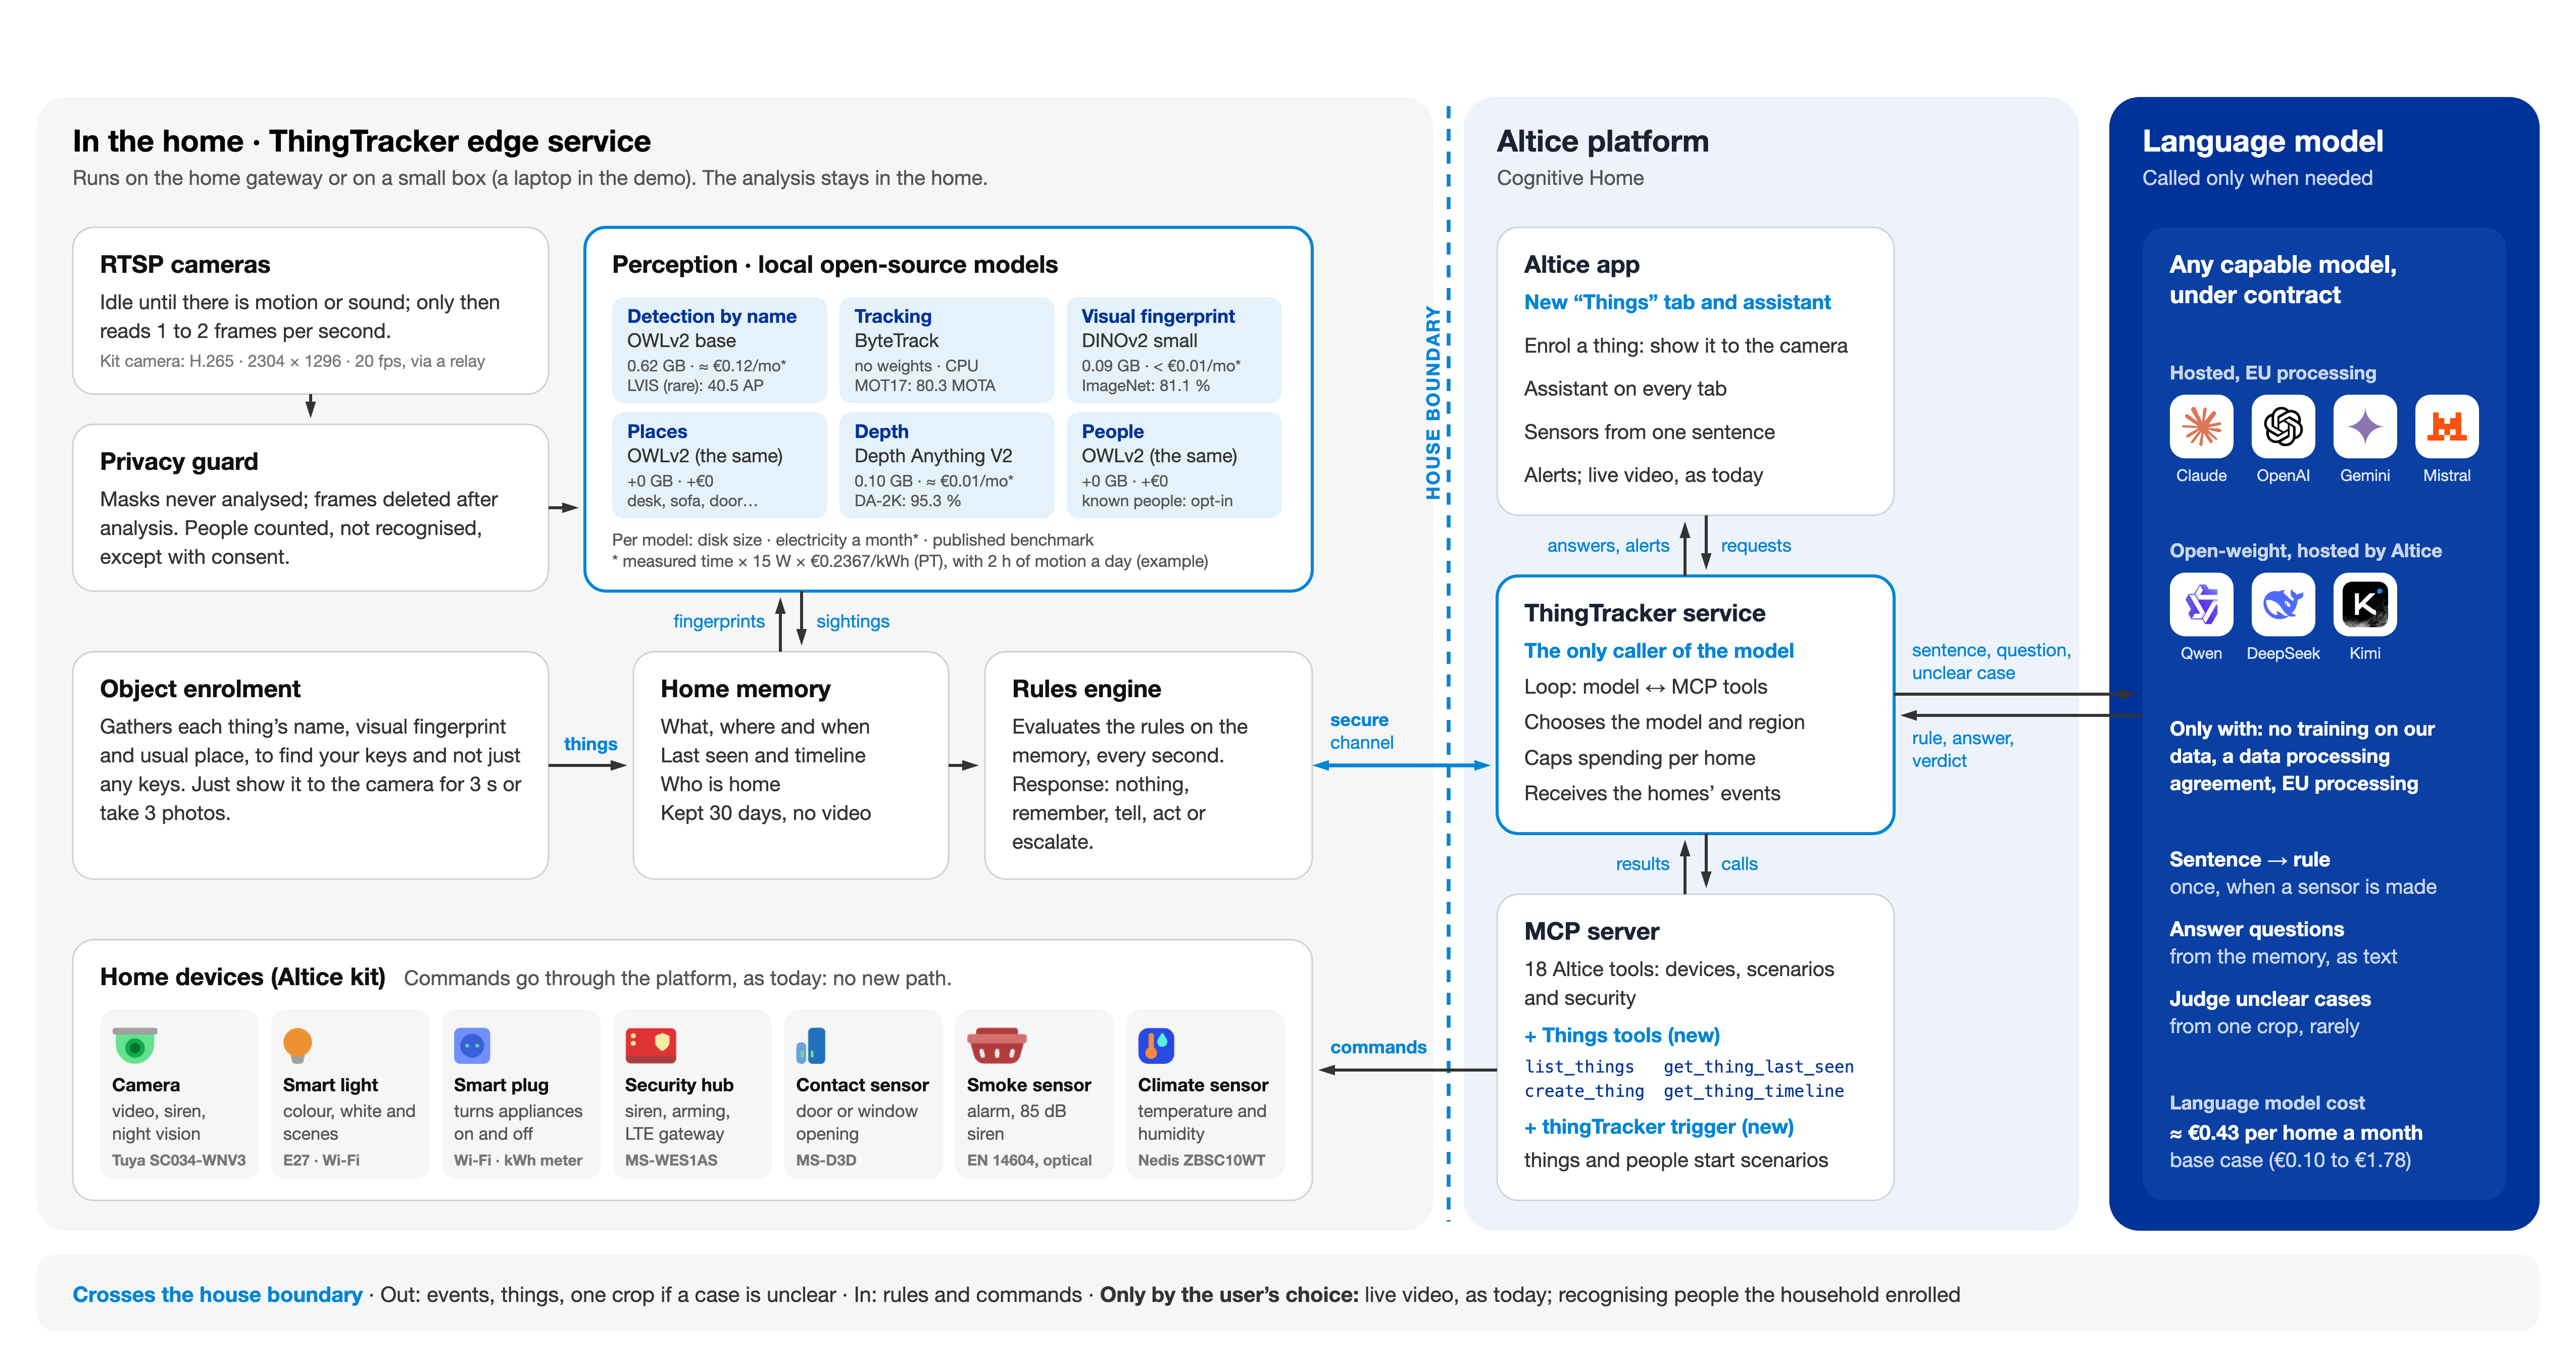 In the home · ThingTracker edge service
Runs on the home gateway or on a small box (a laptop in the demo). The analysis stays in the home.
RTSP cameras
Idle until there is motion or sound; only then
reads 1 to 2 frames per second.
Kit camera: H.265 · 2304 × 1296 · 20 fps, via a relay
Privacy guard
Masks never analysed; frames deleted after
analysis. People counted, not recognised,
except with consent.
Perception · local open-source models
Detection by name
OWLv2 base
0.62 GB · ≈ €0.12/mo*
LVIS (rare): 40.5 AP
Tracking
ByteTrack
no weights · CPU
MOT17: 80.3 MOTA
Visual fingerprint
DINOv2 small
0.09 GB · < €0.01/mo*
ImageNet: 81.1 %
Places
OWLv2 (the same)
+0 GB · +€0
desk, sofa, door…
Depth
Depth Anything V2
0.10 GB · ≈ €0.01/mo*
DA-2K: 95.3 %
People
OWLv2 (the same)
+0 GB · +€0
known people: opt-in
Per model: disk size · electricity a month* · published benchmark
* measured time × 15 W × €0.2367/kWh (PT), with 2 h of motion a day (example)
fingerprints
sightings
Object enrolment
Gathers each thing’s name, visual fingerprint
and usual place, to find your keys and not just
any keys. Just show it to the camera for 3 s or
take 3 photos.
things
Home memory
What, where and when
Last seen and timeline
Who is home
Kept 30 days, no video
Rules engine
Evaluates the rules on the
memory, every second.
Response: nothing,
remember, tell, act or
escalate.
secure
channel
Home devices (Altice kit)
Commands go through the platform, as today: no new path.
Camera
video, siren,
night vision
Tuya SC034-WNV3
Smart light
colour, white and
scenes
E27 · Wi-Fi
Smart plug
turns appliances
on and off
Wi-Fi · kWh meter
Security hub
siren, arming,
LTE gateway
MS-WES1AS
Contact sensor
door or window
opening
MS-D3D
Smoke sensor
alarm, 85 dB
siren
EN 14604, optical
Climate sensor
temperature and
humidity
Nedis ZBSC10WT
commands
HOUSE BOUNDARY
Altice platform
Cognitive Home
Altice app
New “Things” tab and assistant
Enrol a thing: show it to the camera
Assistant on every tab
Sensors from one sentence
Alerts; live video, as today
answers, alerts
requests
ThingTracker service
The only caller of the model
Loop: model ↔ MCP tools
Chooses the model and region
Caps spending per home
Receives the homes’ events
results
calls
MCP server
18 Altice tools: devices, scenarios
and security
+ Things tools (new)
list_things get_thing_last_seen
create_thing get_thing_timeline
+ thingTracker trigger (new)
things and people start scenarios
sentence, question,
unclear case
rule, answer,
verdict
Language model
Called only when needed
Any capable model,
under contract
Hosted, EU processing
Claude
OpenAI
Gemini
Mistral
Open-weight, hosted by Altice
K
Qwen
DeepSeek
Kimi
Only with: no training on our
data, a data processing
agreement, EU processing
Sentence → rule
once, when a sensor is made
Answer questions
from the memory, as text
Judge unclear cases
from one crop, rarely
Language model cost
≈ €0.43 per home a month
base case (€0.10 to €1.78)
Crosses the house boundary · Out: events, things, one crop if a case is unclear · In: rules and commands · Only by the user’s choice: live video, as today; recognising people the household enrolled